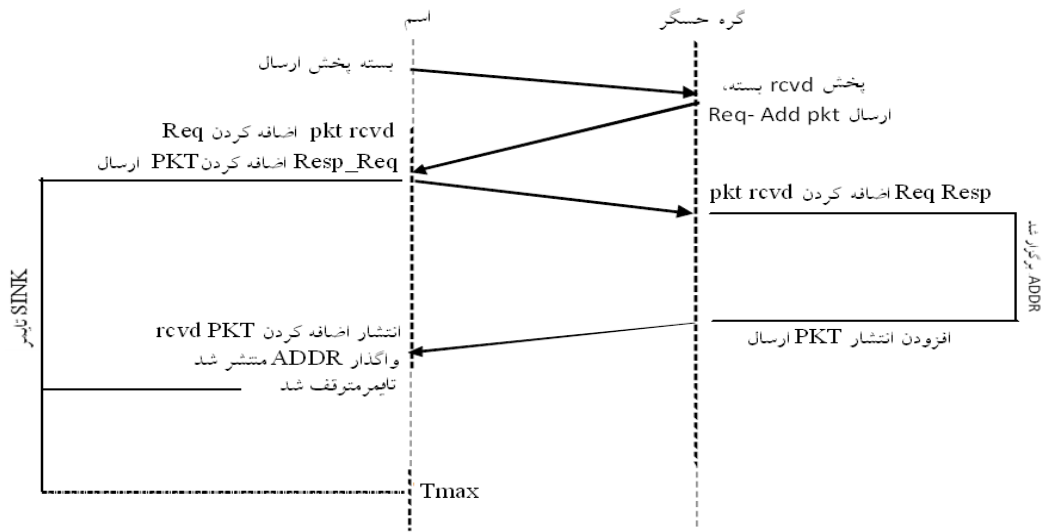 اسم
گره حسگر
بسته پخش ارسال
پخش rcvd بسته،
ارسال Req- Add pkt
pkt rcvd اضافه کردن Req
Resp_Req اضافه کردن PKT ارسال
pkt rcvd اضافه کردن Req Resp
ADDR برگزار شد
تایمر SINK
انتشار اضافه کردن rcvd PKT
واگذار ADDR منتشر شد
تایمرمتوقف شد
افزودن انتشار PKT ارسال
Tmax